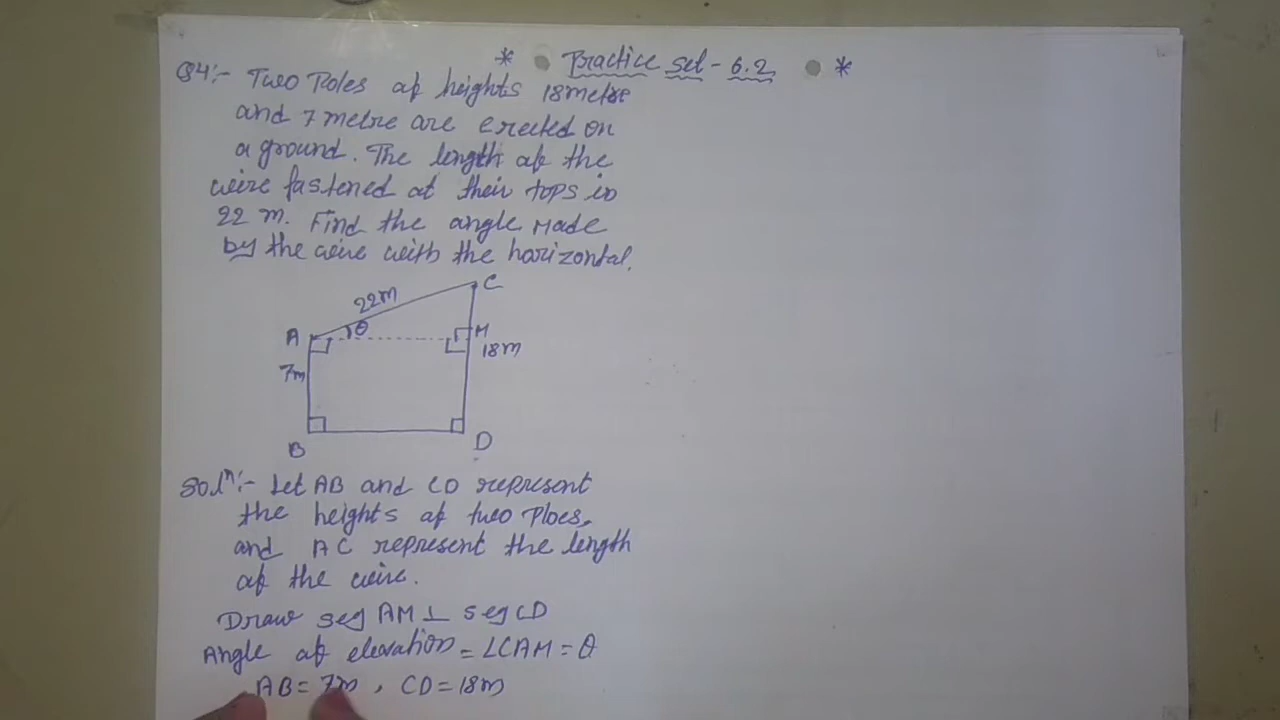 * Practice set - 6.2 *
Q4:- Two Poles of heights 18metre
and 7 metre are erected on
a ground. The length of the
wire fastened at their tops is
22 m. Find the angle Made
by the wire with the horizontal.
C
22m
A θ M
18m
7m
B D
Solⁿ:- Let AB and CD represent
the heights of two Ploes,
and AC represent the length
of the wire.
Draw seg AM ⊥ seg CD
Angle of elevation = ∠CAM = θ
AB = 7m , CD = 18m